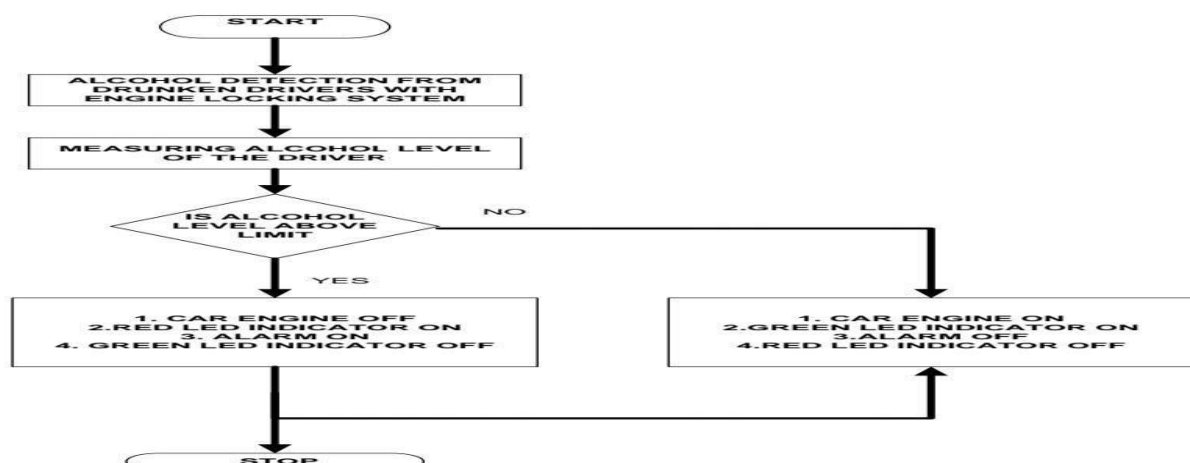 START
ALCOHOL DETECTION FROM
DRUNKEN DRIVERS WITH
ENGINE LOCKING SYSTEM
MEASURING ALCOHOL LEVEL
OF THE DRIVER
IS ALCOHOL
LEVEL ABOVE
LIMIT
NO
YES
1. CAR ENGINE OFF
2.RED LED INDICATOR ON
3. ALARM ON
4. GREEN LED INDICATOR OFF
1. CAR ENGINE ON
2.GREEN LED INDICATOR ON
3.ALARM OFF
4.RED LED INDICATOR OFF
STOP